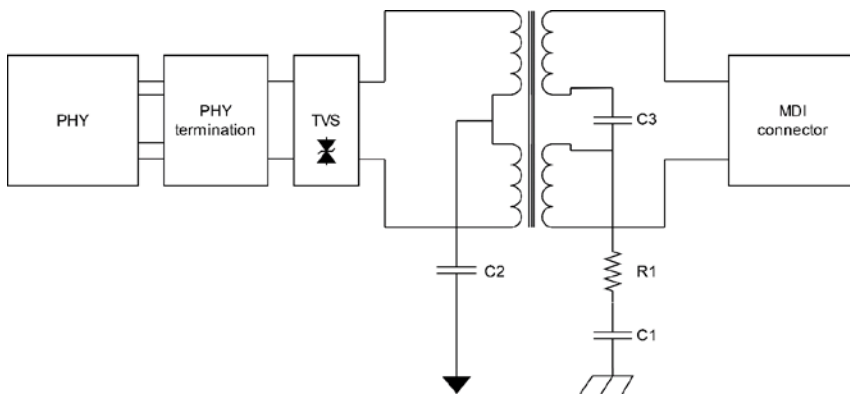 PHY
PHY
termination
TVS
C3
MDI
connector
C2
R1
C1